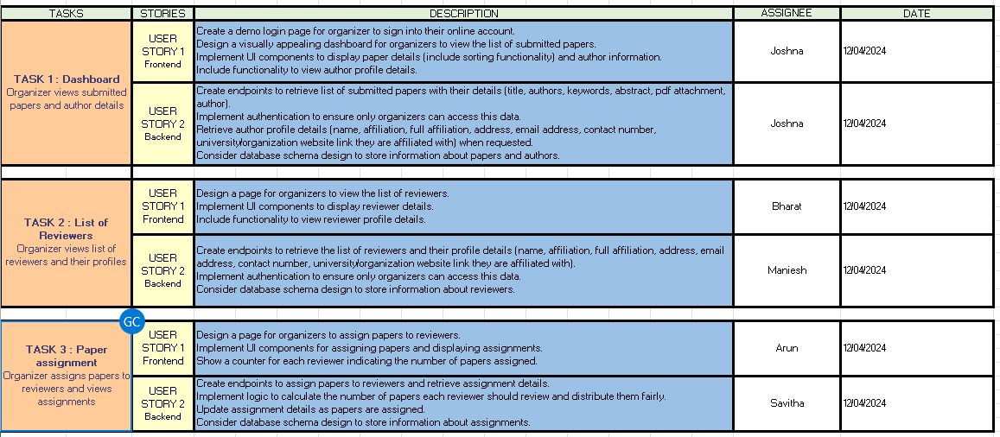 TASKS STORIES DESCRIPTION ASSIGNEE DATE
TASK 1 : Dashboard
Organizer views submitted
papers and author details
USER
STORY 1
Frontend
Create a demo login page for organizer to sign into their online account.
Design a visually appealing dashboard for organizers to view the list of submitted papers.
Implement UI components to display paper details (include sorting functionality) and author information.
Include functionality to view author profile details.
Joshna
12/04/2024
USER
STORY 2
Backend
Create endpoints to retrieve list of submitted papers with their details (title, authors, keywords, abstract, pdf attachment,
author).
Implement authentication to ensure only organizers can access this data.
Retrieve author profile details (name, affiliation, full affiliation, address, email address, contact number,
university/organization website link they are affiliated with) when requested.
Consider database schema design to store information about papers and authors.
Joshna
12/04/2024
TASK 2 : List of
Reviewers
Organizer views list of
reviewers and their profiles
USER
STORY 1
Frontend
Design a page for organizers to view the list of reviewers.
Implement UI components to display reviewer details.
Include functionality to view reviewer profile details.
Bharat
12/04/2024
USER
STORY 2
Backend
Create endpoints to retrieve the list of reviewers and their profile details (name, affiliation, full affiliation, address, email
address, contact number, university/organization website link they are affiliated with).
Implement authentication to ensure only organizers can access this data.
Consider database schema design to store information about reviewers.
Maniesh
12/04/2024
GC
TASK 3 : Paper
assignment
Organizer assigns papers to
reviewers and views
assignments
USER
STORY 1
Frontend
Design a page for organizers to assign papers to reviewers.
Implement UI components for assigning papers and displaying assignments.
Show a counter for each reviewer indicating the number of papers assigned.
Arun
12/04/2024
USER
STORY 2
Backend
Create endpoints to assign papers to reviewers and retrieve assignment details.
Implement logic to calculate the number of papers each reviewer should review and distribute them fairly.
Update assignment details as papers are assigned.
Consider database schema design to store information about assignments.
Savitha
12/04/2024